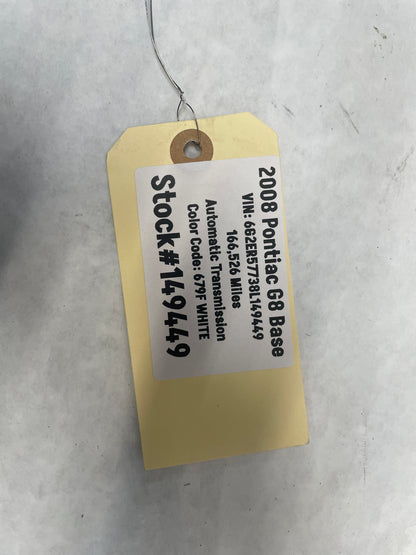 2008 Pontiac G8 Base
VIN: 6G2ER57738L149449
166,526 Miles
Automatic Transmission
Color Code: 679F WHITE
Stock#149449